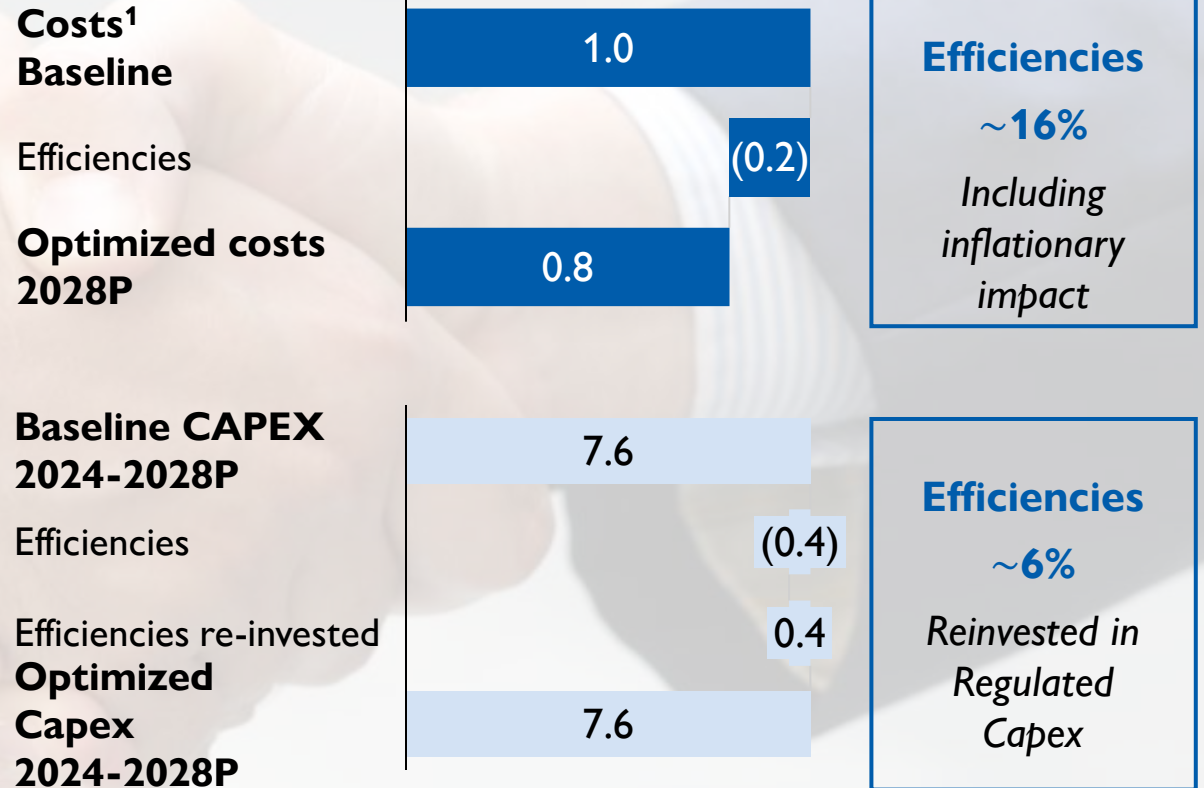 Costs¹
Baseline
1.0
Efficiencies
(0.2)
Optimized costs
2028P
0.8
Efficiencies
~16%
Including
inflationary
impact
Baseline CAPEX
2024-2028P
7.6
Efficiencies
(0.4)
Efficiencies re-invested
0.4
Optimized
Capex
2024-2028P
7.6
Efficiencies
~6%
Reinvested in
Regulated
Capex